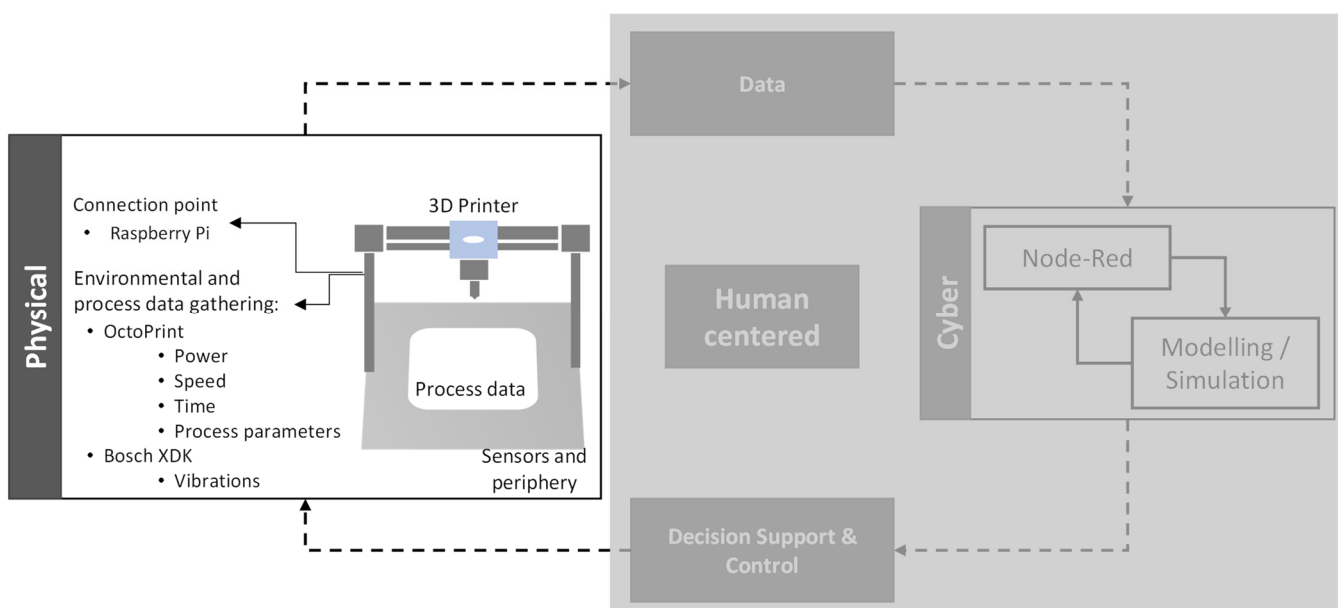 Data
Physical
Connection point
• Raspberry Pi
Environmental and
process data gathering:
• OctoPrint
• Power
• Speed
• Time
• Process parameters
• Bosch XDK
• Vibrations
3D Printer
Process data
Sensors and
periphery
Human
centered
Cyber
Node-Red
Modelling /
Simulation
Decision Support &
Control